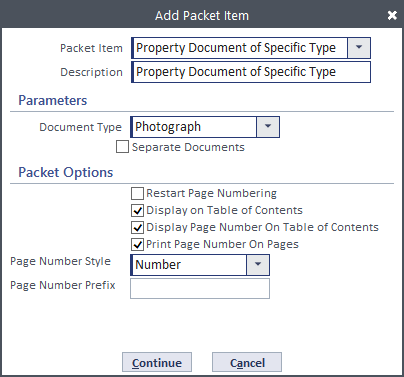 Add Packet Item
Packet Item Property Document of Specific Type
Description Property Document of Specific Type
Parameters
Document Type Photograph
Separate Documents
Packet Options
Restart Page Numbering
Display on Table of Contents
Display Page Number On Table of Contents
Print Page Number On Pages
Page Number Style Number
Page Number Prefix
Continue Cancel